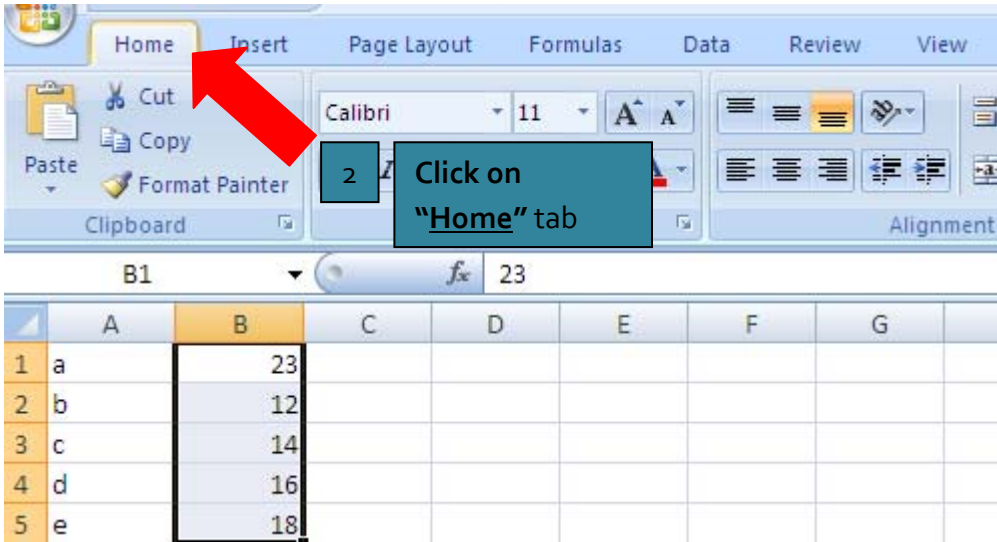 Home Insert Page Layout Formulas Data Review View
Cut
Copy
Paste
Format Painter
Clipboard
Calibri 11 A A
2
Click on
“Home” tab
Alignment
B1 fx 23
A B C D E F G
1 a 23
2 b 12
3 c 14
4 d 16
5 e 18